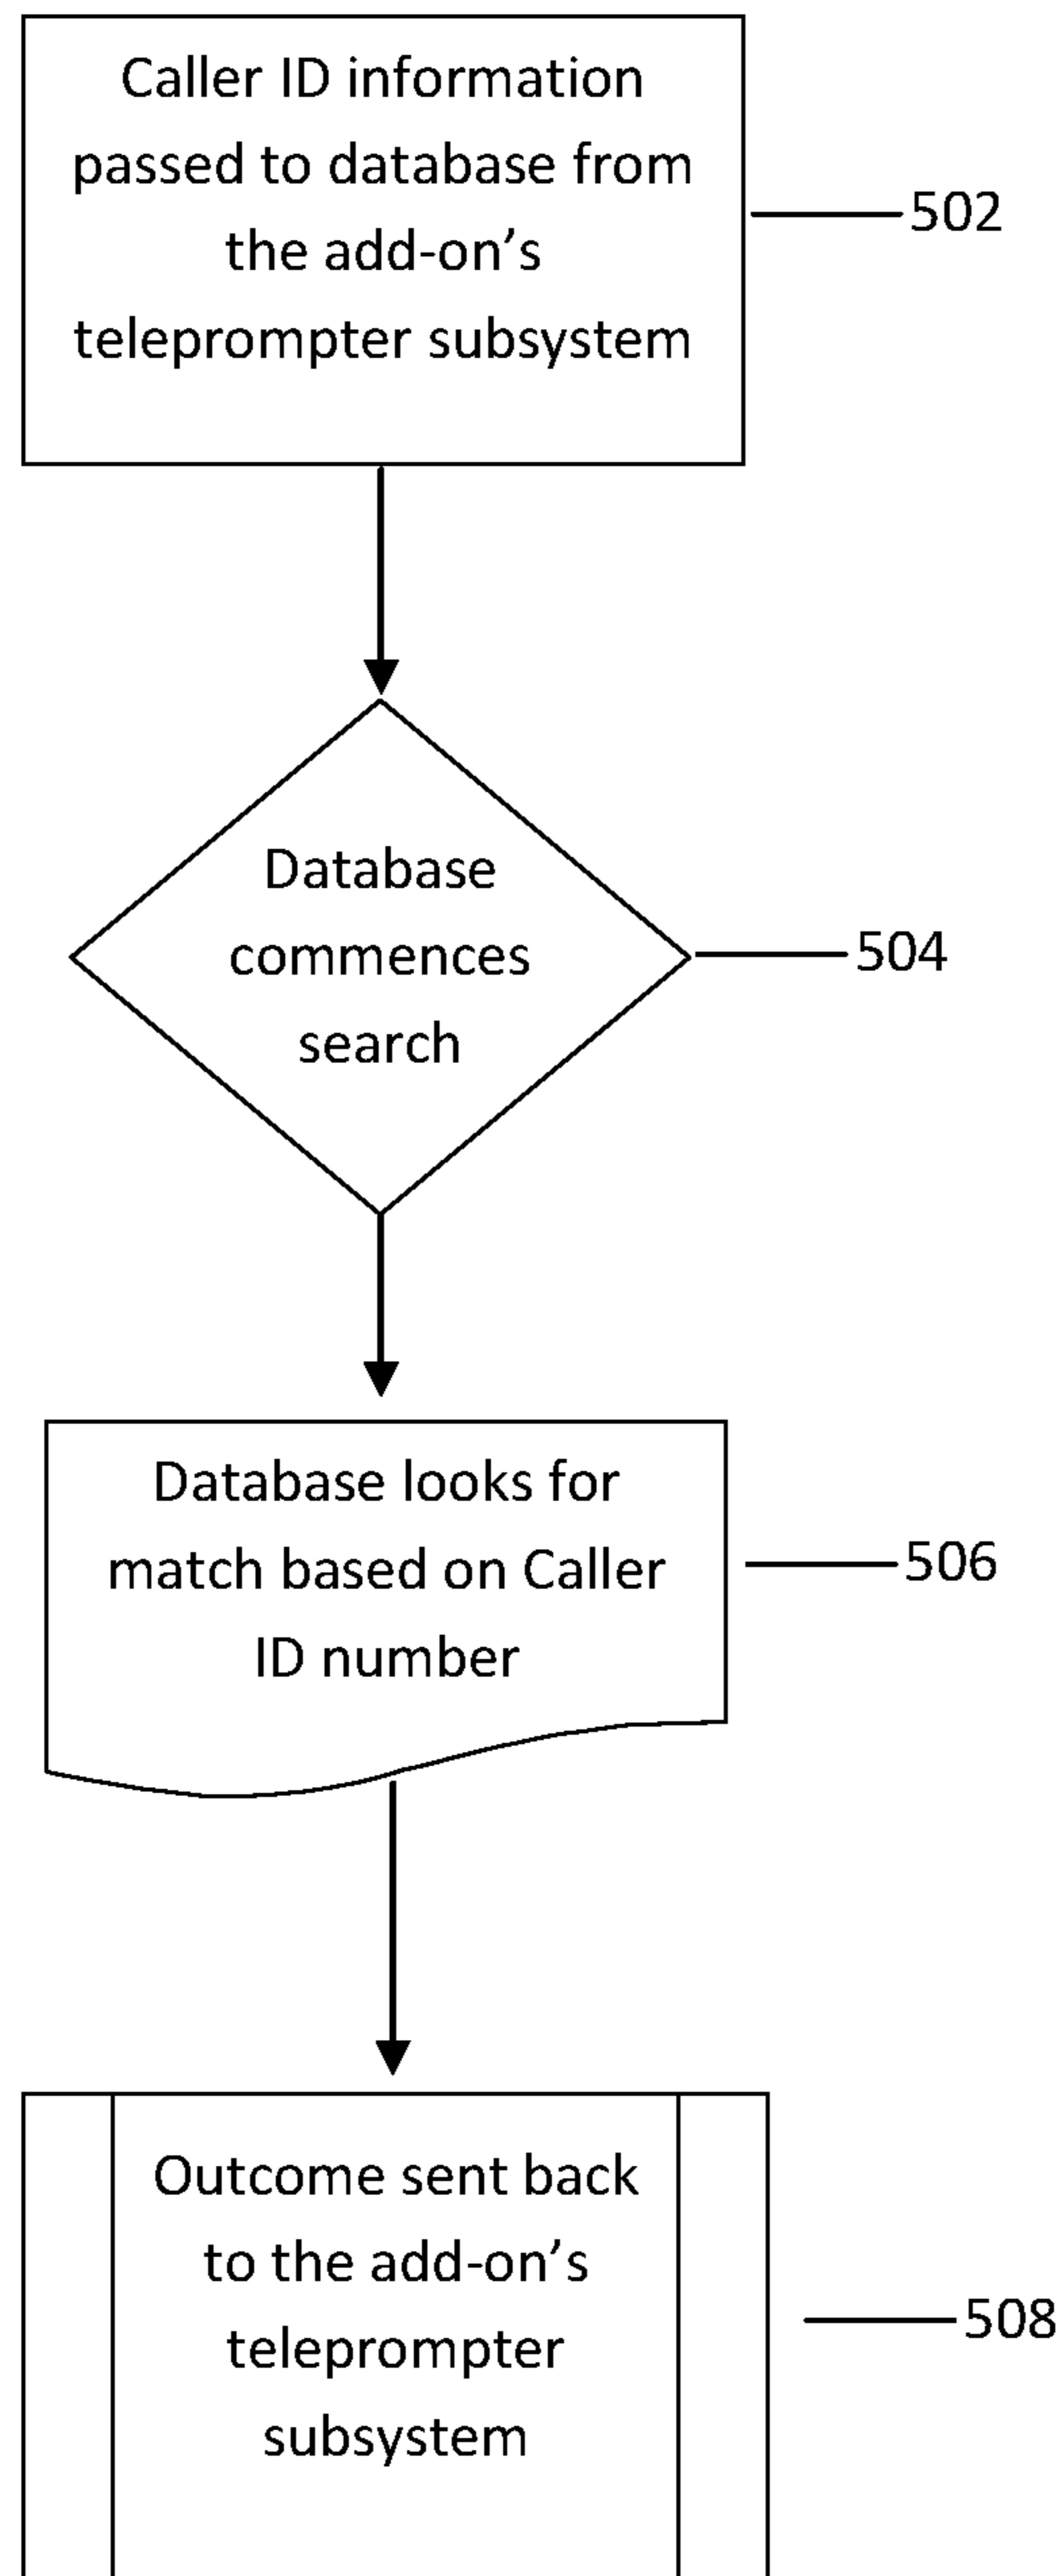 Caller ID information
passed to database from
the add-on’s
teleprompter subsystem
502
Database
commences
search
504
Database looks for
match based on Caller
ID number
506
Outcome sent back
to the add-on’s
teleprompter
subsystem
508